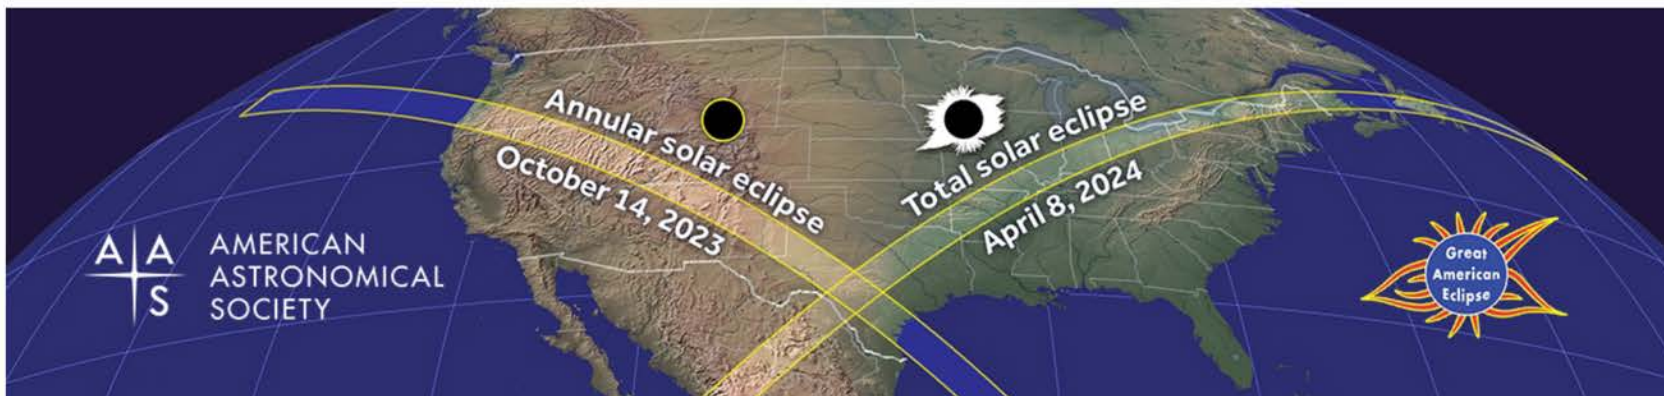 Annular solar eclipse
October 14, 2023
Total solar eclipse
April 8, 2024
A A
S
AMERICAN
ASTRONOMICAL
SOCIETY
Great
American
Eclipse